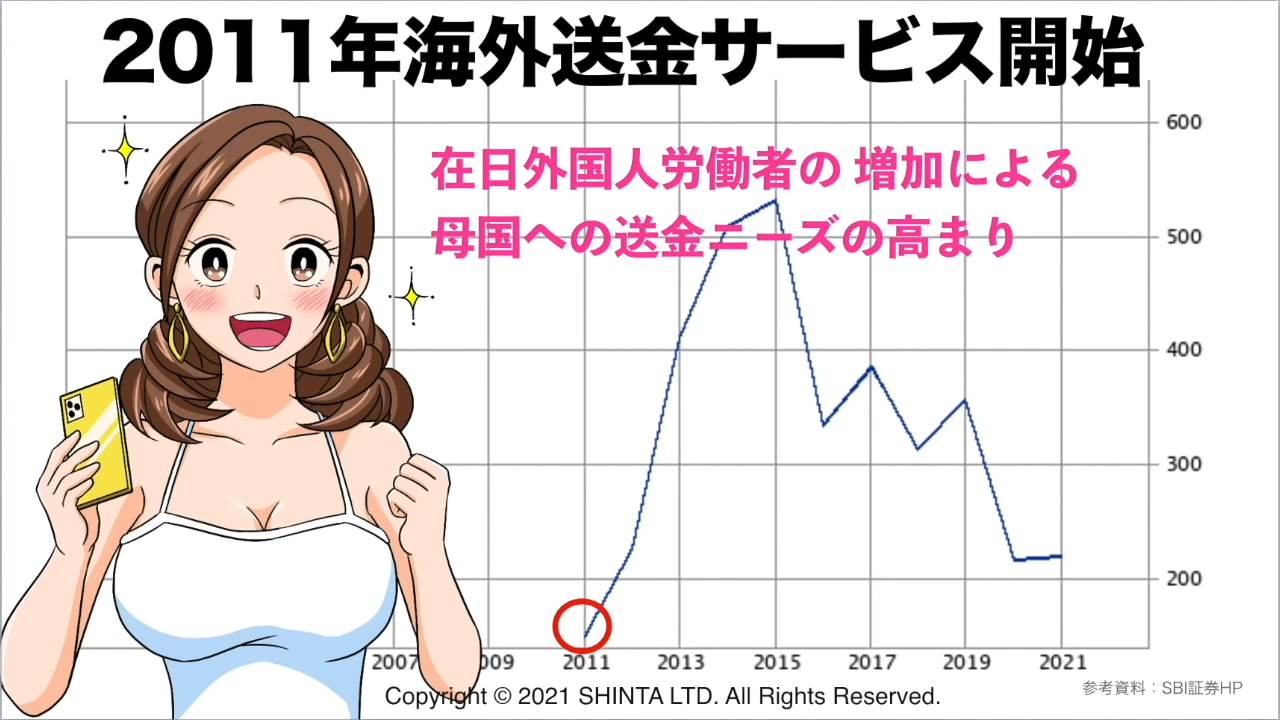 2011年海外送金サービス開始
在日外国人労働者の 増加による
母国への送金ニーズの高まり
600
500
400
300
200
2007 009 2011 2013 2015 2017 2019 2021
Copyright © 2021 SHINTA LTD. All Rights Reserved.
参考資料：SBI証券HP